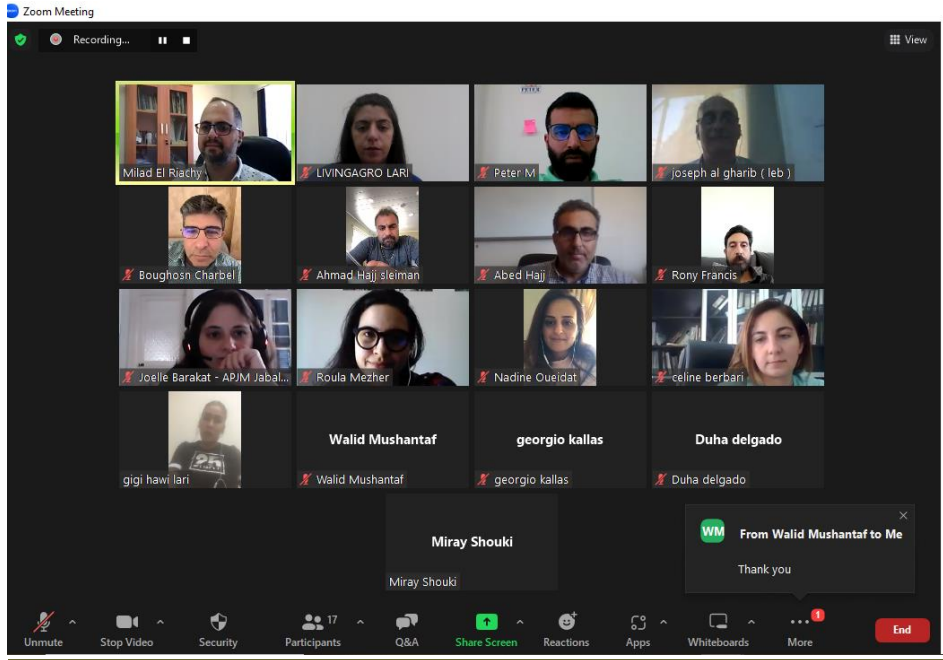 Zoom Meeting
Recording...
View
PETER
Milad El Riachy
LIVINGAGRO LARI
Peter M
joseph al gharib ( leb )
Boughosn Charbel
Ahmad Hajj sleiman
Abed Hajj
Rony Francis
Joelle Barakat - APJM Jabal...
Roula Mezher
Nadine Oueidat
celine berbari
gigi hawi lari
Walid Mushantaf
Walid Mushantaf
georgio kallas
georgio kallas
Duha delgado
Duha delgado
Miray Shouki
Miray Shouki
WM
From Walid Mushantaf to Me
Thank you
Unmute
Stop Video
Security
17
Participants
Q&A
Share Screen
Reactions
Apps
Whiteboards
1
More
End